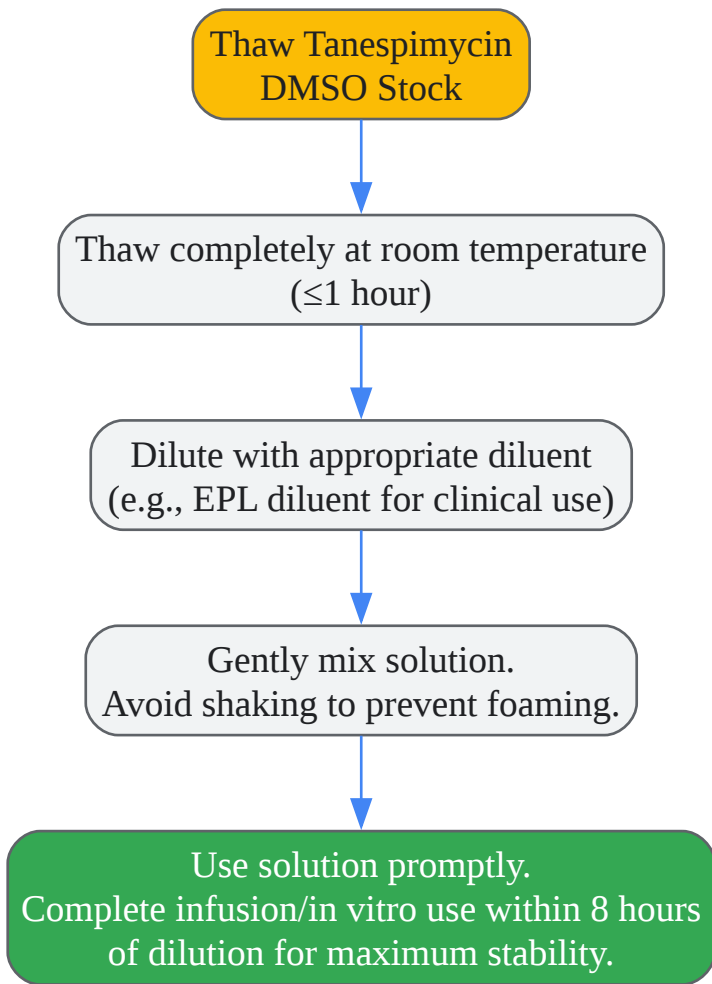 Thaw Tanespimycin
DMSO Stock
Thaw completely at room temperature
(≤1 hour)
Dilute with appropriate diluent
(e.g., EPL diluent for clinical use)
Gently mix solution.
Avoid shaking to prevent foaming.
Use solution promptly.
Complete infusion/in vitro use within 8 hours
of dilution for maximum stability.